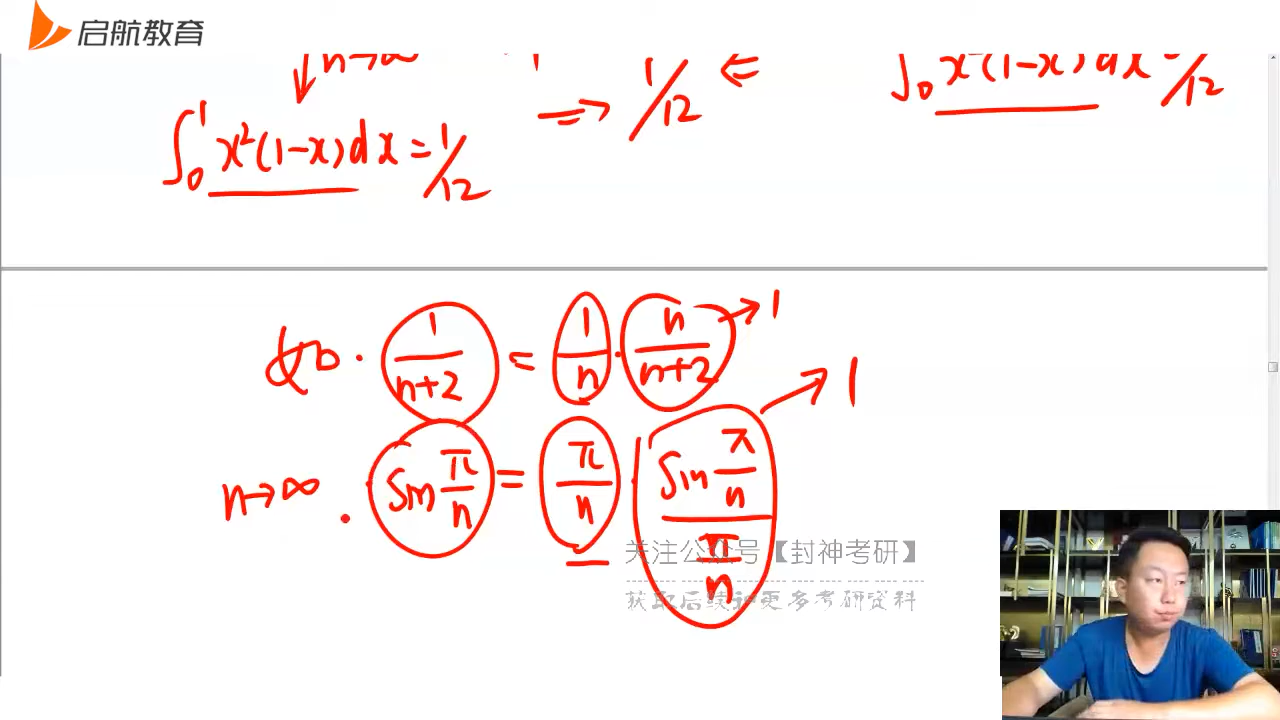 启航教育
n→∞
∫₀¹ x²(1-x)dx = 1/12
⇒ 1/12 ⇐
∫₀ x²(1-x)dx = 1/12
如 · 1/(n+2) = 1/n · n/(n+2) → 1
n→∞ · sin π/n = π/n · (sin π/n)/(π/n) → 1
关注公众号【封神考研】
获取后续和更多考研资料